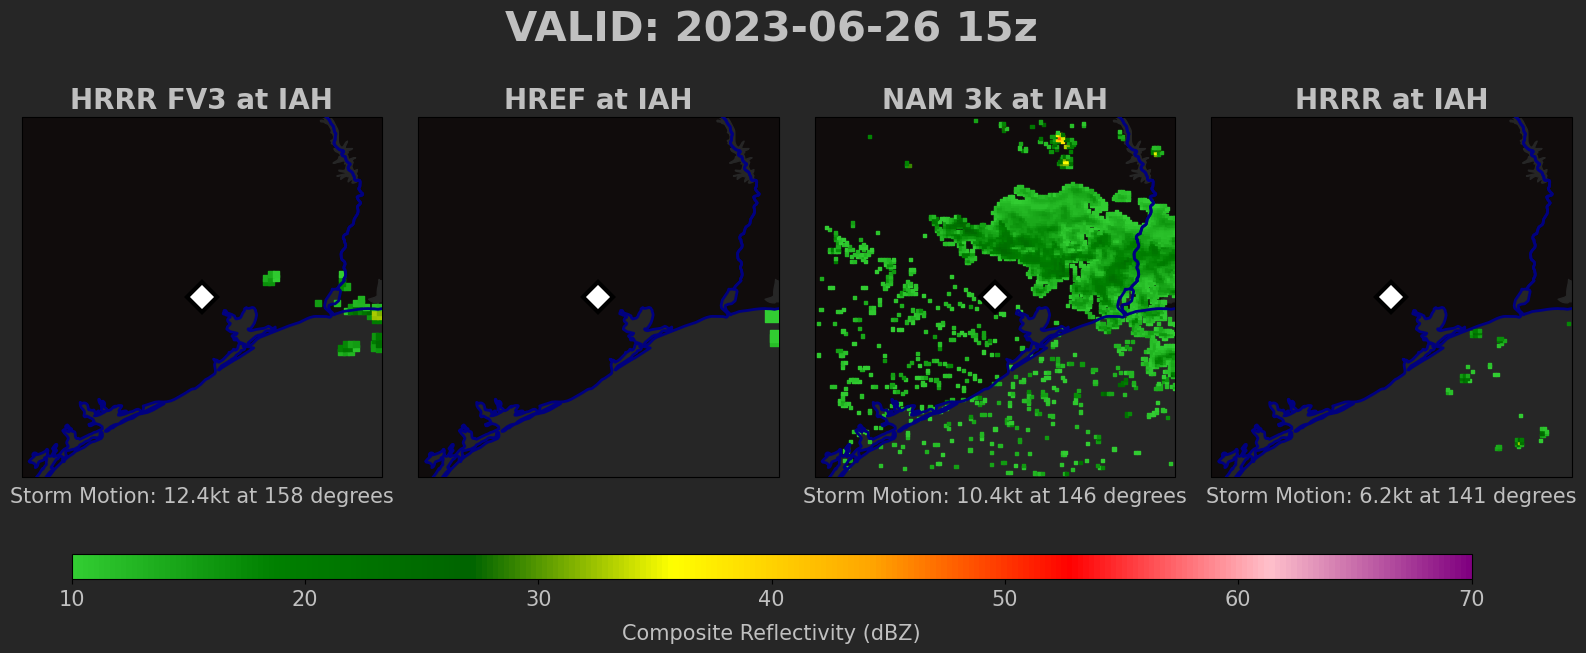 VALID: 2023-06-26 15z
HRRR FV3 at IAH
HREF at IAH
NAM 3k at IAH
HRRR at IAH
Storm Motion: 12.4kt at 158 degrees
Storm Motion: 10.4kt at 146 degrees
Storm Motion: 6.2kt at 141 degrees
10 20 30 40 50 60 70
Composite Reflectivity (dBZ)